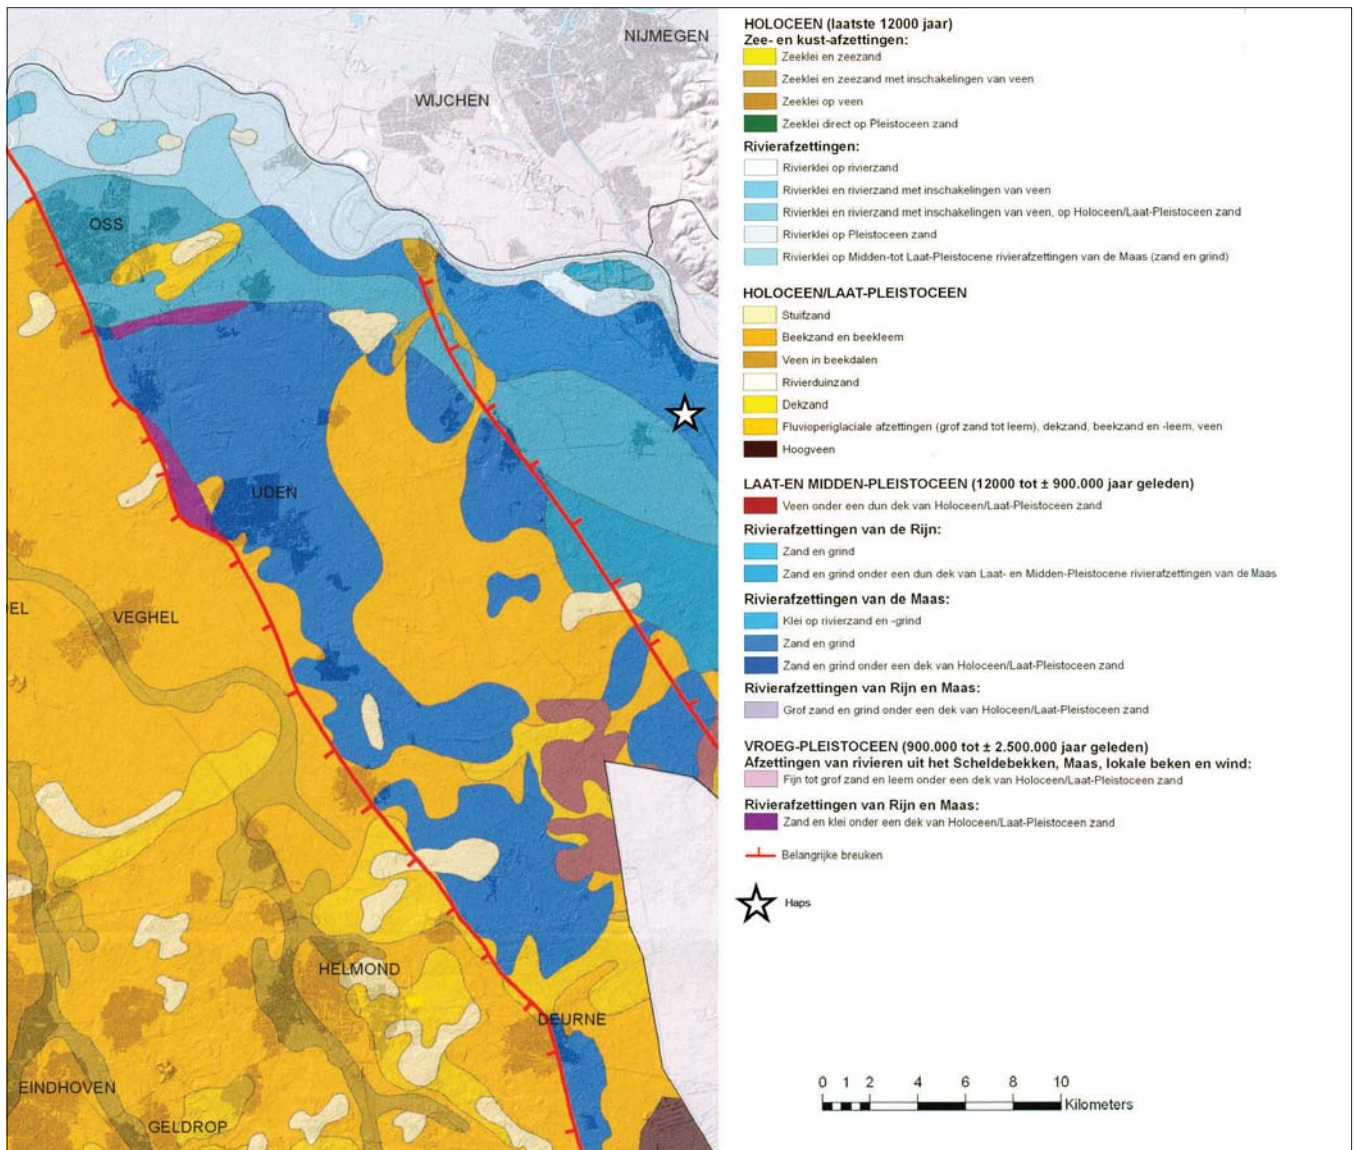 NIJMEGEN
WIJCHEN
OSS
UDEN
EL
VEGHEL
HELMOND
DEURNE
EINDHOVEN
GELDROP
HOLOCEEN (laatste 12000 jaar)
Zee- en kust-afzettingen:
Zeeklei en zeezand
Zeeklei en zeezand met inschakelingen van veen
Zeeklei op veen
Zeeklei direct op Pleistoceen zand
Rivierafzettingen:
Rivierklei op rivierzand
Rivierklei en rivierzand met inschakelingen van veen
Rivierklei en rivierzand met inschakelingen van veen, op Holoceen/Laat-Pleistoceen zand
Rivierklei op Pleistoceen zand
Rivierklei op Midden-tot Laat-Pleistocene rivierafzettingen van de Maas (zand en grind)
HOLOCEEN/LAAT-PLEISTOCEEN
Stuifzand
Beekzand en beekleem
Veen in beekdalen
Rivierduinzand
Dekzand
Fluvioperiglaciale afzettingen (grof zand tot leem), dekzand, beekzand en -leem, veen
Hoogveen
LAAT-EN MIDDEN-PLEISTOCEEN (12000 tot ± 900.000 jaar geleden)
Veen onder een dun dek van Holoceen/Laat-Pleistoceen zand
Rivierafzettingen van de Rijn:
Zand en grind
Zand en grind onder een dun dek van Laat- en Midden-Pleistocene rivierafzettingen van de Maas
Rivierafzettingen van de Maas:
Klei op rivierzand en -grind
Zand en grind
Zand en grind onder een dek van Holoceen/Laat-Pleistoceen zand
Rivierafzettingen van Rijn en Maas:
Grof zand en grind onder een dek van Holoceen/Laat-Pleistoceen zand
VROEG-PLEISTOCEEN (900.000 tot ± 2.500.000 jaar geleden)
Afzettingen van rivieren uit het Scheldebekken, Maas, lokale beken en wind:
Fijn tot grof zand en leem onder een dek van Holoceen/Laat-Pleistoceen zand
Rivierafzettingen van Rijn en Maas:
Zand en klei onder een dek van Holoceen/Laat-Pleistoceen zand
Belangrijke breuken
Haps
0 1 2 4 6 8 10
Kilometers